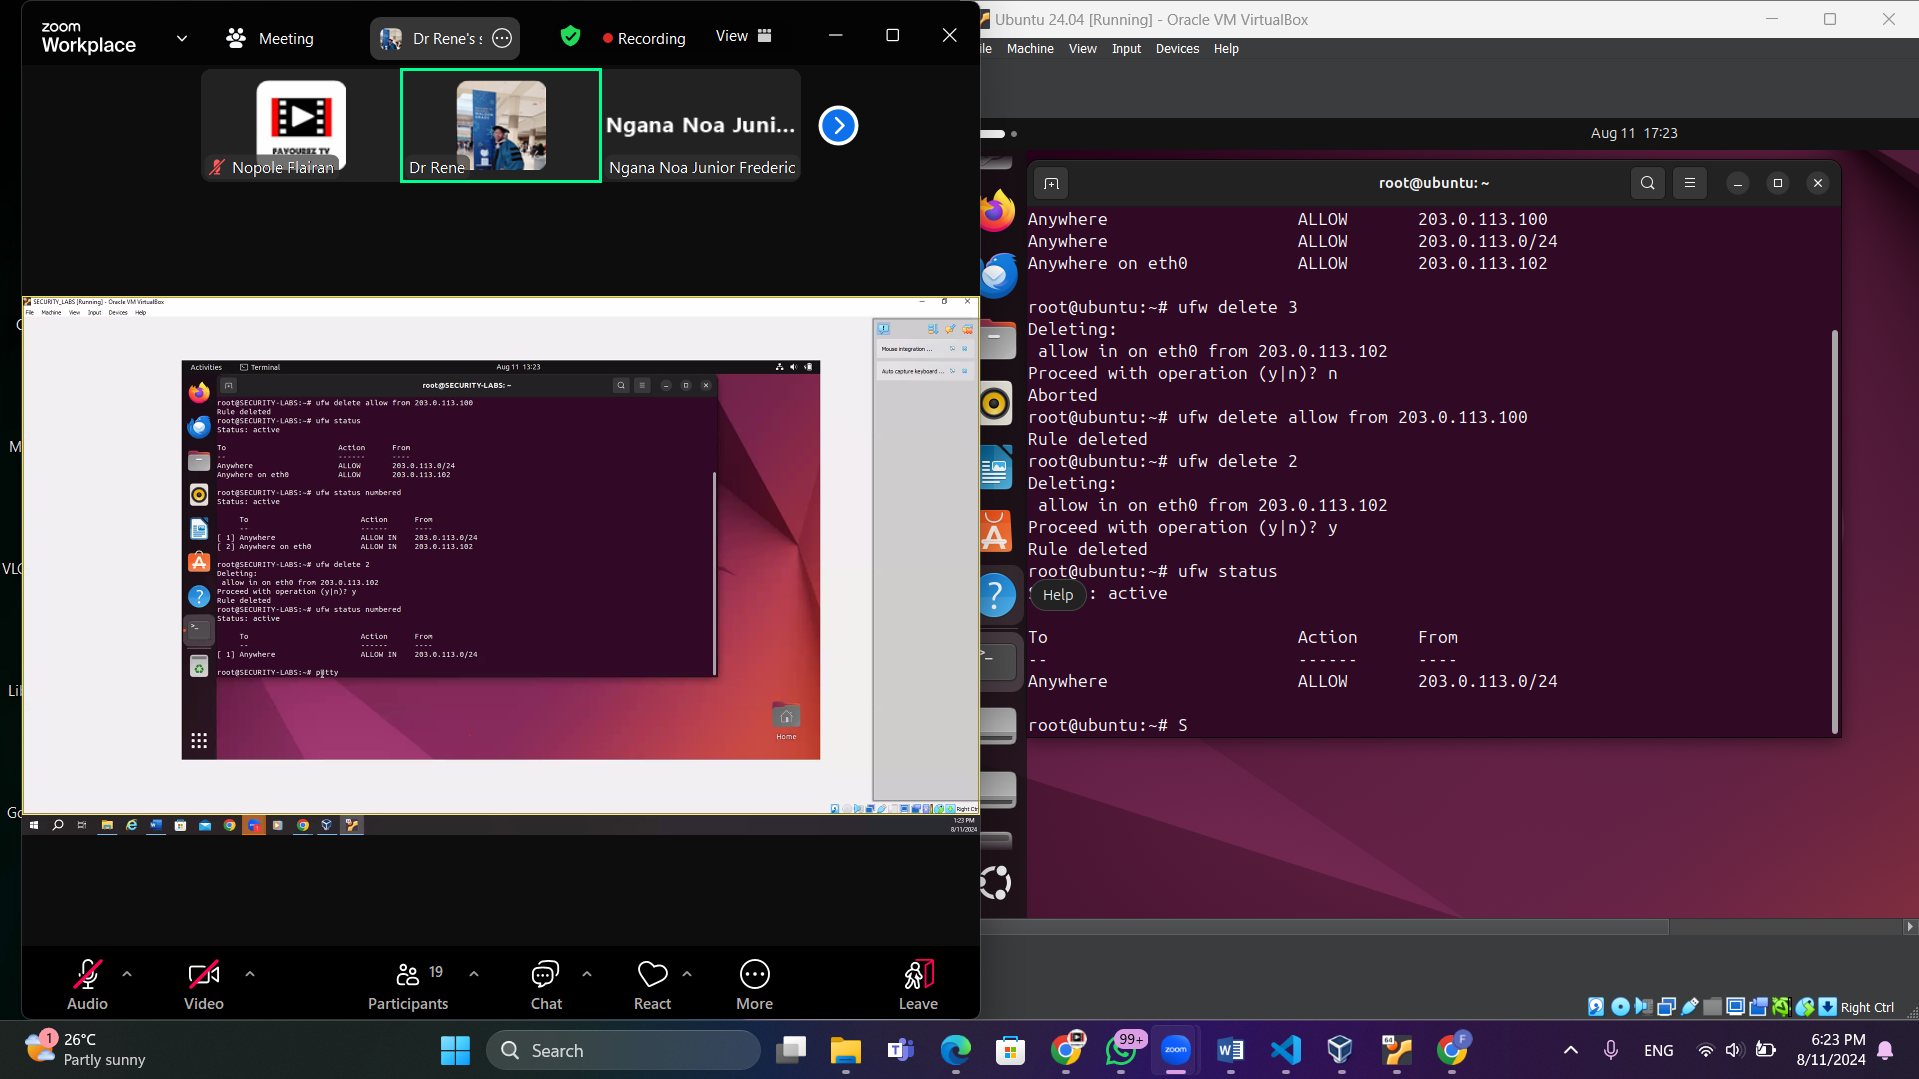 zoom
Workplace
Meeting
Dr Rene's s
Recording
View
FAVOUREZ TV
Nopole Flairan
Dr Rene
Ngana Noa Juni...
Ngana Noa Junior Frederic
SECURITY_LABS [Running] - Oracle VM VirtualBox
File Machine View Input Devices Help
Mouse integration ...
Auto capture keyboard ...
Activities
Terminal
Aug 11 13:23
root@SECURITY-LABS: ~
root@SECURITY-LABS:~# ufw delete allow from 203.0.113.100
Rule deleted
root@SECURITY-LABS:~# ufw status
Status: active
To Action From
-- ------ ----
Anywhere ALLOW 203.0.113.0/24
Anywhere on eth0 ALLOW 203.0.113.102
root@SECURITY-LABS:~# ufw status numbered
Status: active
To Action From
-- ------ ----
[ 1] Anywhere ALLOW IN 203.0.113.0/24
[ 2] Anywhere on eth0 ALLOW IN 203.0.113.102
root@SECURITY-LABS:~# ufw delete 2
Deleting:
allow in on eth0 from 203.0.113.102
Proceed with operation (y|n)? y
Rule deleted
root@SECURITY-LABS:~# ufw status numbered
Status: active
To Action From
-- ------ ----
[ 1] Anywhere ALLOW IN 203.0.113.0/24
root@SECURITY-LABS:~# putty
Home
Right Ctrl
1:23 PM
8/11/2024
Audio
Video
Participants
19
Chat
React
More
Leave
Ubuntu 24.04 [Running] - Oracle VM VirtualBox
ile Machine View Input Devices Help
Aug 11 17:23
root@ubuntu: ~
Anywhere ALLOW 203.0.113.100
Anywhere ALLOW 203.0.113.0/24
Anywhere on eth0 ALLOW 203.0.113.102
root@ubuntu:~# ufw delete 3
Deleting:
allow in on eth0 from 203.0.113.102
Proceed with operation (y|n)? n
Aborted
root@ubuntu:~# ufw delete allow from 203.0.113.100
Rule deleted
root@ubuntu:~# ufw delete 2
Deleting:
allow in on eth0 from 203.0.113.102
Proceed with operation (y|n)? y
Rule deleted
root@ubuntu:~# ufw status
Help : active
To Action From
-- ------ ----
Anywhere ALLOW 203.0.113.0/24
root@ubuntu:~# S
Right Ctrl
M
VLC
Lib
Go
1
26°C
Partly sunny
Search
99+
zoom
64
F
ENG
6:23 PM
8/11/2024